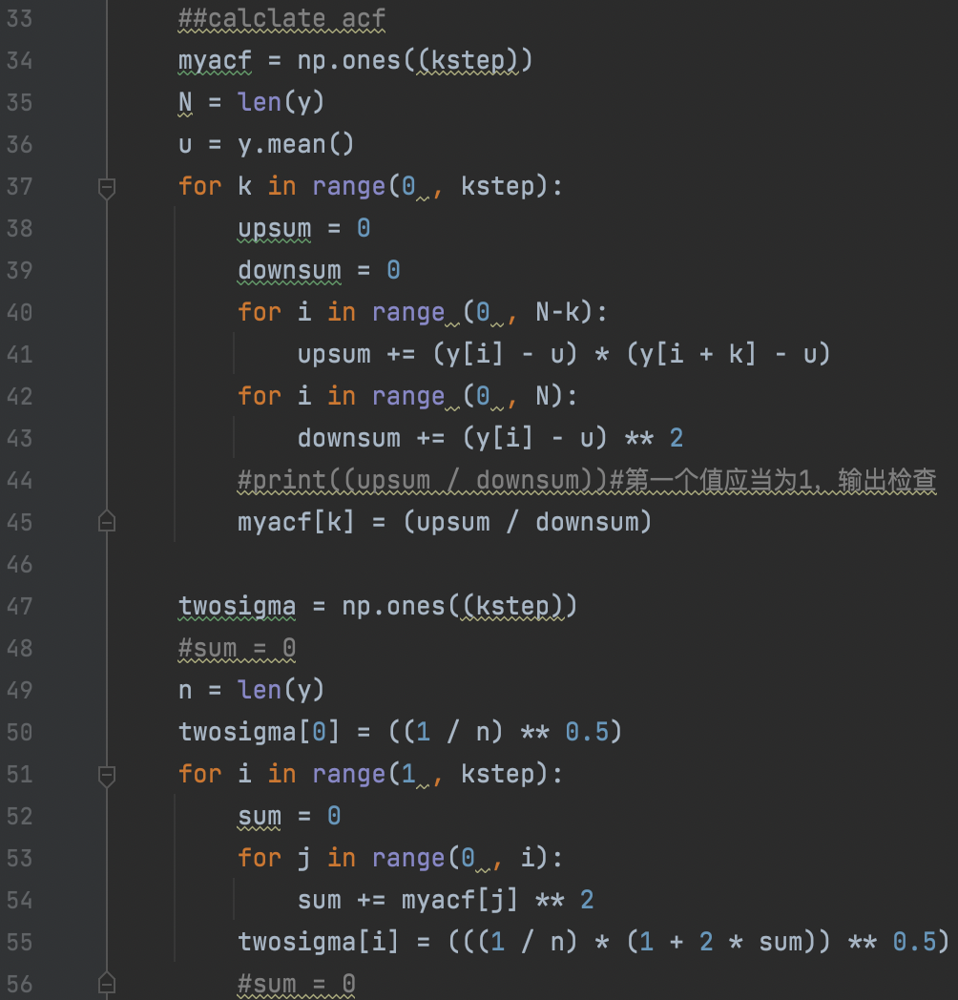 33 ##calclate acf
34 myacf = np.ones((kstep))
35 N = len(y)
36 u = y.mean()
37 for k in range(0 , kstep):
38 upsum = 0
39 downsum = 0
40 for i in range (0 , N-k):
41 upsum += (y[i] - u) * (y[i + k] - u)
42 for i in range (0 , N):
43 downsum += (y[i] - u) ** 2
44 #print((upsum / downsum))#第一个值应当为1，输出检查
45 myacf[k] = (upsum / downsum)
46
47 twosigma = np.ones((kstep))
48 #sum = 0
49 n = len(y)
50 twosigma[0] = ((1 / n) ** 0.5)
51 for i in range(1 , kstep):
52 sum = 0
53 for j in range(0 , i):
54 sum += myacf[j] ** 2
55 twosigma[i] = (((1 / n) * (1 + 2 * sum)) ** 0.5)
56 #sum = 0